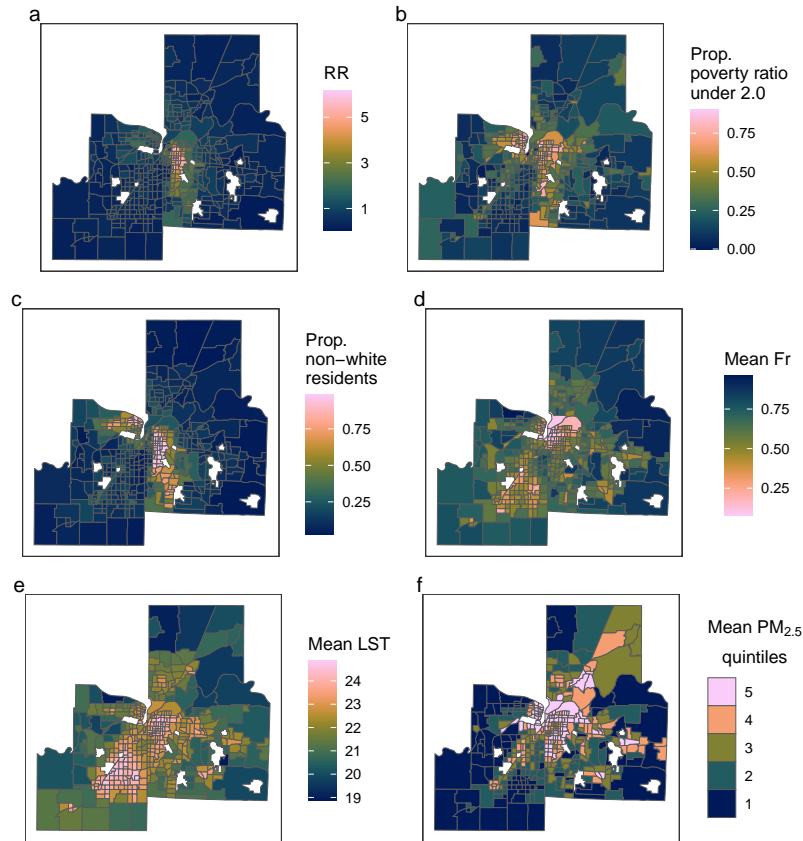 a
RR
5
3
1
b
Prop.
poverty ratio
under 2.0
0.75
0.50
0.25
0.00
c
Prop.
non−white
residents
0.75
0.50
0.25
d
Mean Fr
0.75
0.50
0.25
e
Mean LST
24
23
22
21
20
19
f
Mean PM2.5
quintiles
5
4
3
2
1